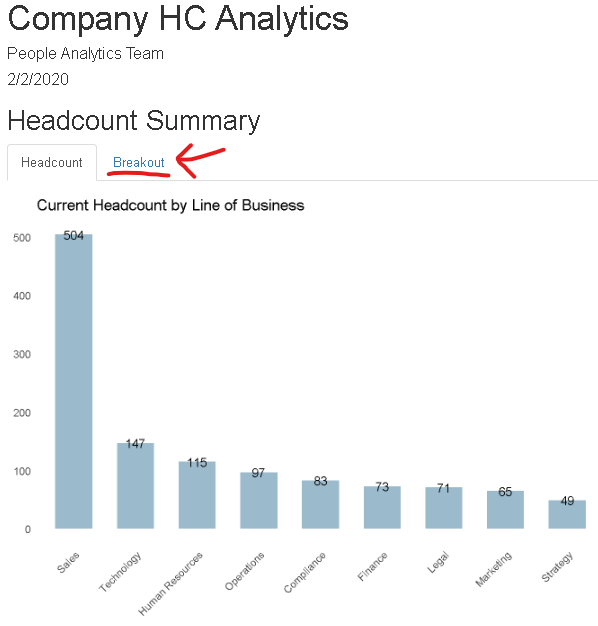 Company HC Analytics
People Analytics Team
2/2/2020
Headcount Summary
Headcount Breakout
Current Headcount by Line of Business
500
400
300
200
100
0
504 147 115 97 83 73 71 65 49
Sales Technology Human Resources Operations Compliance Finance Legal Marketing Strategy